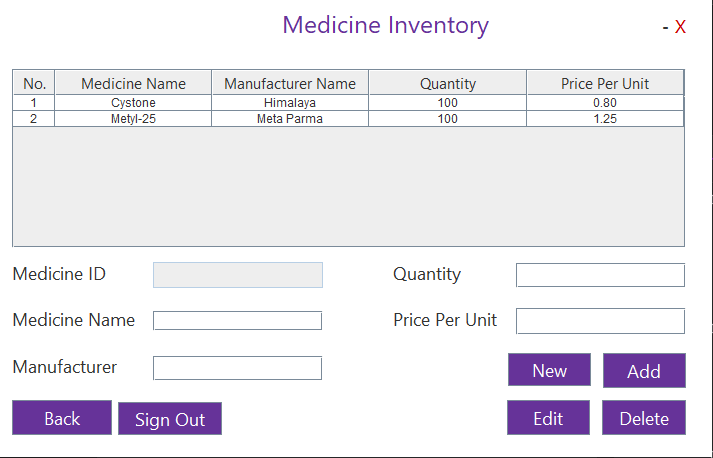 Medicine Inventory
- X
No. Medicine Name Manufacturer Name Quantity Price Per Unit
1 Cystone Himalaya 100 0.80
2 Metyl-25 Meta Parma 100 1.25
Medicine ID Quantity
Medicine Name Price Per Unit
Manufacturer New Add
Back Sign Out Edit Delete